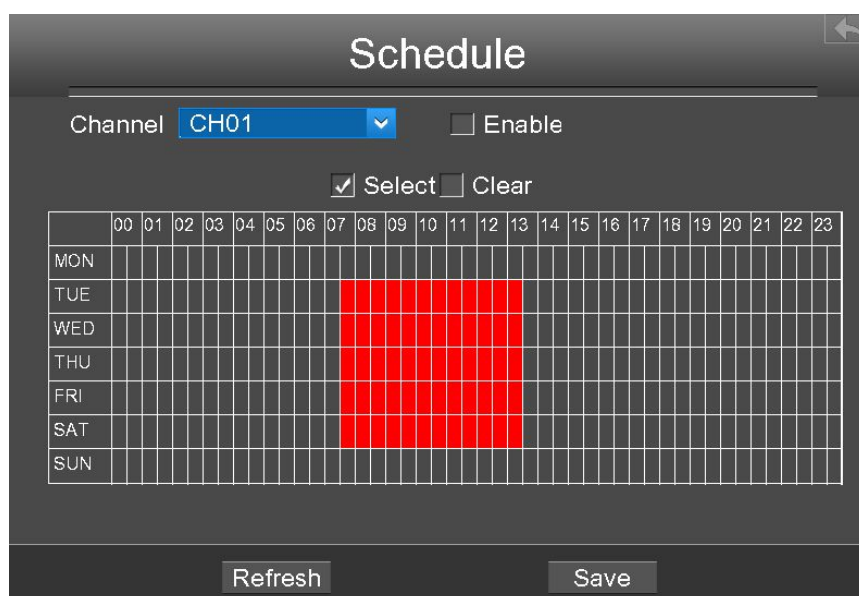 Schedule
Channel CH01 Enable
Select Clear
00 01 02 03 04 05 06 07 08 09 10 11 12 13 14 15 16 17 18 19 20 21 22 23
MON
TUE
WED
THU
FRI
SAT
SUN
Refresh Save